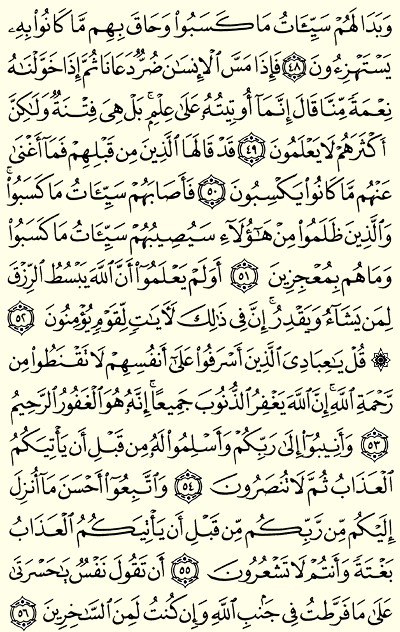 وَبَدَا لَهُمْ سَيِّـَٔاتُ مَا كَسَبُوا۟ وَحَاقَ بِهِم مَّا كَانُوا۟ بِهِۦ
يَسْتَهْزِءُونَ ٤٨ فَإِذَا مَسَّ ٱلْإِنسَٰنَ ضُرٌّ دَعَانَا ثُمَّ إِذَا خَوَّلْنَٰهُ
نِعْمَةً مِّنَّا قَالَ إِنَّمَآ أُوتِيتُهُۥ عَلَىٰ عِلْمٍۭ ۚ بَلْ هِىَ فِتْنَةٌ وَلَٰكِنَّ
أَكْثَرَهُمْ لَا يَعْلَمُونَ ٤٩ قَدْ قَالَهَا ٱلَّذِينَ مِن قَبْلِهِمْ فَمَآ أَغْنَىٰ
عَنْهُم مَّا كَانُوا۟ يَكْسِبُونَ ٥٠ فَأَصَابَهُمْ سَيِّـَٔاتُ مَا كَسَبُوا۟ ۚ
وَٱلَّذِينَ ظَلَمُوا۟ مِنْ هَٰٓؤُلَآءِ سَيُصِيبُهُمْ سَيِّـَٔاتُ مَا كَسَبُوا۟
وَمَا هُم بِمُعْجِزِينَ ٥١ أَوَلَمْ يَعْلَمُوٓا۟ أَنَّ ٱللَّهَ يَبْسُطُ ٱلرِّزْقَ
لِمَن يَشَآءُ وَيَقْدِرُ ۚ إِنَّ فِى ذَٰلِكَ لَـَٔايَٰتٍ لِّقَوْمٍ يُؤْمِنُونَ ٥٢
۞ قُلْ يَٰعِبَادِىَ ٱلَّذِينَ أَسْرَفُوا۟ عَلَىٰٓ أَنفُسِهِمْ لَا تَقْنَطُوا۟ مِن
رَّحْمَةِ ٱللَّهِ ۚ إِنَّ ٱللَّهَ يَغْفِرُ ٱلذُّنُوبَ جَمِيعًا ۚ إِنَّهُۥ هُوَ ٱلْغَفُورُ ٱلرَّحِيمُ
٥٣ وَأَنِيبُوٓا۟ إِلَىٰ رَبِّكُمْ وَأَسْلِمُوا۟ لَهُۥ مِن قَبْلِ أَن يَأْتِيَكُمُ
ٱلْعَذَابُ ثُمَّ لَا تُنصَرُونَ ٥٤ وَٱتَّبِعُوٓا۟ أَحْسَنَ مَآ أُنزِلَ
إِلَيْكُم مِّن رَّبِّكُم مِّن قَبْلِ أَن يَأْتِيَكُمُ ٱلْعَذَابُ
بَغْتَةً وَأَنتُمْ لَا تَشْعُرُونَ ٥٥ أَن تَقُولَ نَفْسٌ يَٰحَسْرَتَىٰ
عَلَىٰ مَا فَرَّطتُ فِى جَنۢبِ ٱللَّهِ وَإِن كُنتُ لَمِنَ ٱلسَّٰخِرِينَ ٥٦